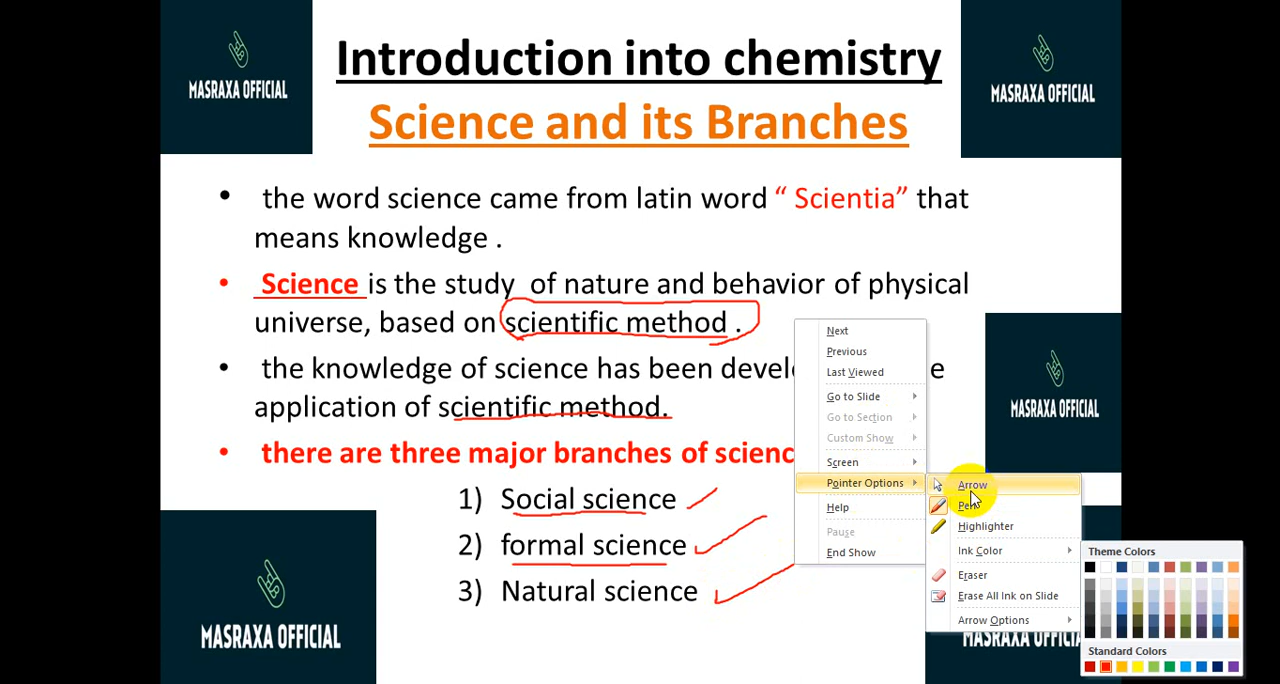 MASRAXA OFFICIAL
Introduction into chemistry
MASRAXA OFFICIAL
Science and its Branches
• the word science came from latin word “ Scientia” that
means knowledge .
• Science is the study of nature and behavior of physical
universe, based on scientific method .
• the knowledge of science has been
application of scientific method.
• there are three major branches of
1) Social science
2) formal science
3) Natural science
MASRAXA OFFICIAL
MASRAXA OFFICIAL
MASRAXA OFFICIAL
Next
Previous
Last Viewed
Go to Slide
Go to Section
Custom Show
Screen
Pointer Options
Help
Pause
End Show
Arrow
Pen
Highlighter
Ink Color
Eraser
Erase All Ink on Slide
Arrow Options
Theme Colors
Standard Colors